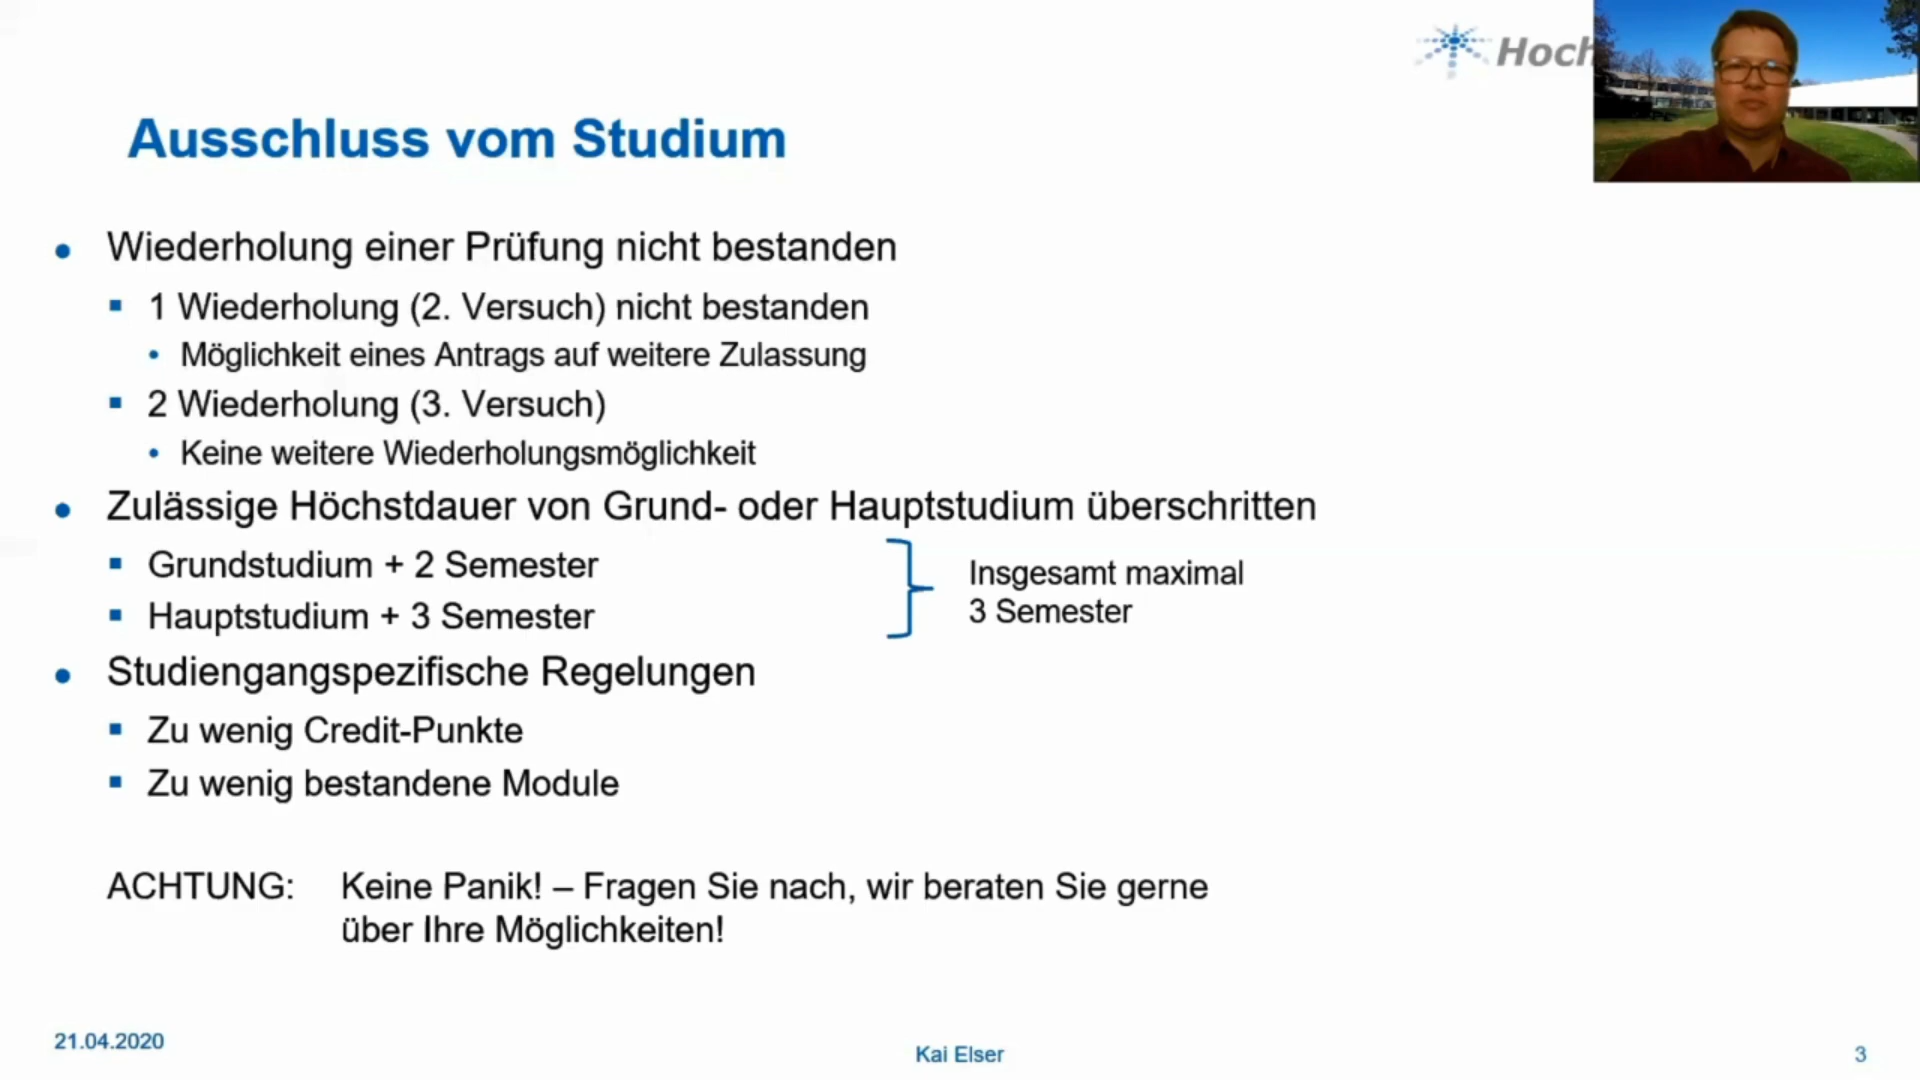 Hoch
Ausschluss vom Studium
• Wiederholung einer Prüfung nicht bestanden
▪ 1 Wiederholung (2. Versuch) nicht bestanden
• Möglichkeit eines Antrags auf weitere Zulassung
▪ 2 Wiederholung (3. Versuch)
• Keine weitere Wiederholungsmöglichkeit
• Zulässige Höchstdauer von Grund- oder Hauptstudium überschritten
▪ Grundstudium + 2 Semester
▪ Hauptstudium + 3 Semester
Insgesamt maximal
3 Semester
• Studiengangspezifische Regelungen
▪ Zu wenig Credit-Punkte
▪ Zu wenig bestandene Module
ACHTUNG: Keine Panik! – Fragen Sie nach, wir beraten Sie gerne
über Ihre Möglichkeiten!
21.04.2020
Kai Elser
3